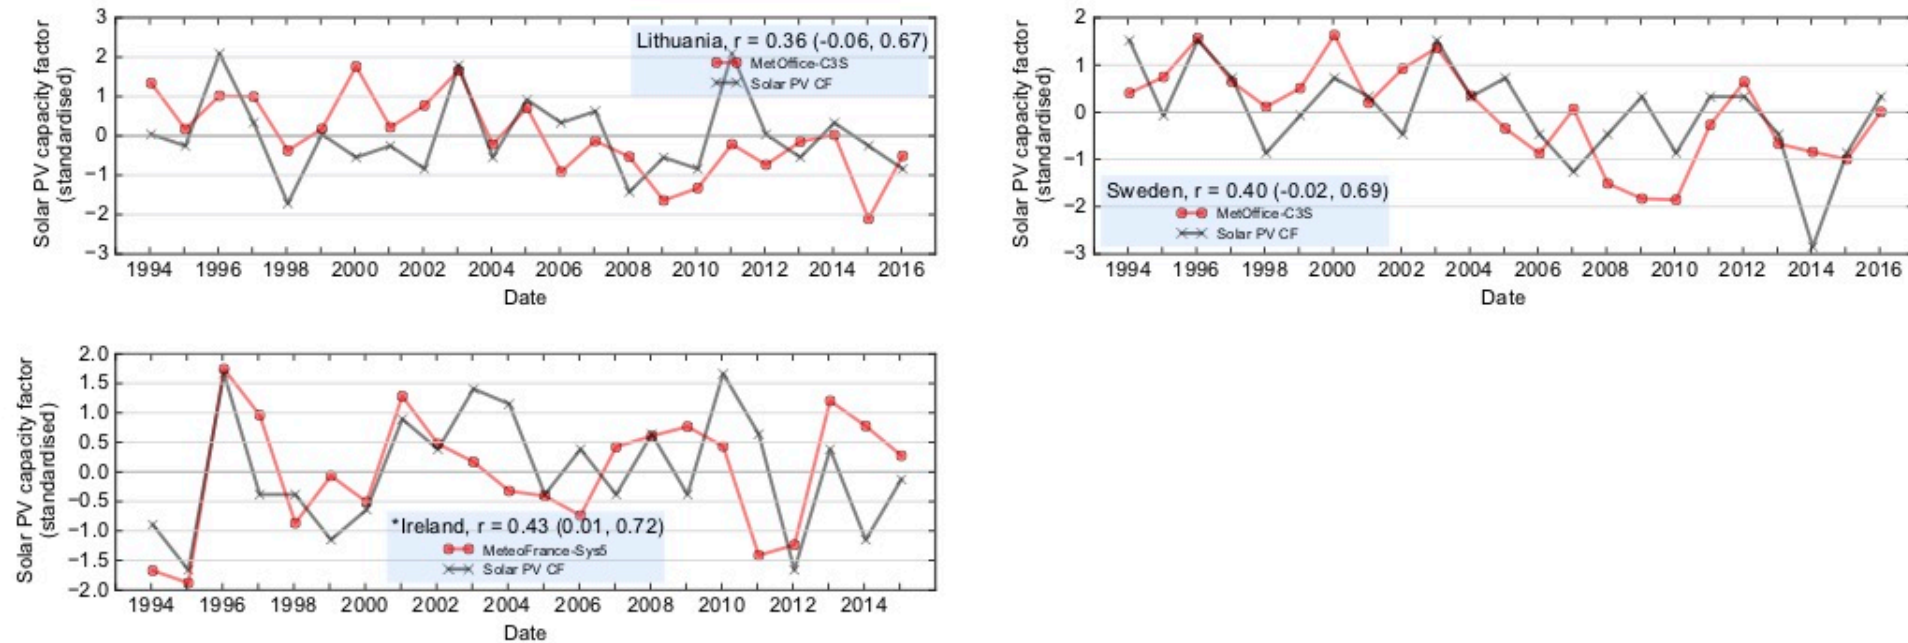 Solar PV capacity factor
(standardised)
3
2
1
0
−1
−2
−3
Lithuania, r = 0.36 (-0.06, 0.67)
MetOffice-C3S
Solar PV CF
1994 1996 1998 2000 2002 2004 2006 2008 2010 2012 2014 2016
Date
Solar PV capacity factor
(standardised)
2
1
0
−1
−2
−3
Sweden, r = 0.40 (-0.02, 0.69)
MetOffice-C3S
Solar PV CF
1994 1996 1998 2000 2002 2004 2006 2008 2010 2012 2014 2016
Date
Solar PV capacity factor
(standardised)
2.0
1.5
1.0
0.5
0.0
−0.5
−1.0
−1.5
−2.0
*Ireland, r = 0.43 (0.01, 0.72)
MeteoFrance-Sys5
Solar PV CF
1994 1996 1998 2000 2002 2004 2006 2008 2010 2012 2014
Date